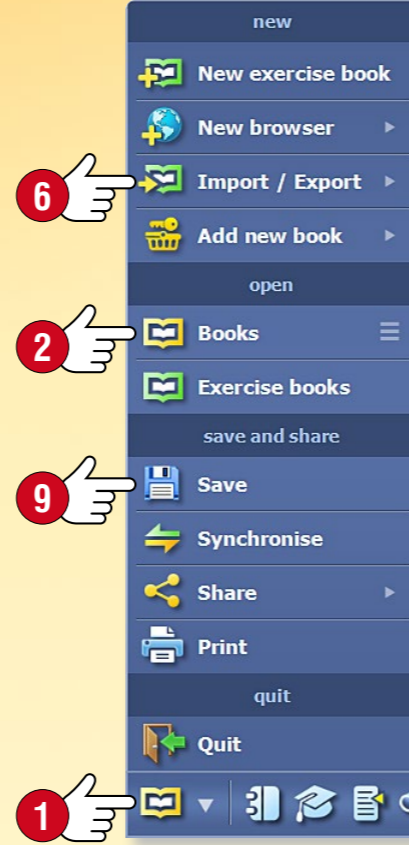 new
New exercise book
New browser
6 Import / Export
Add new book
open
2 Books
Exercise books
save and share
9 Save
Synchronise
Share
Print
quit
Quit
1